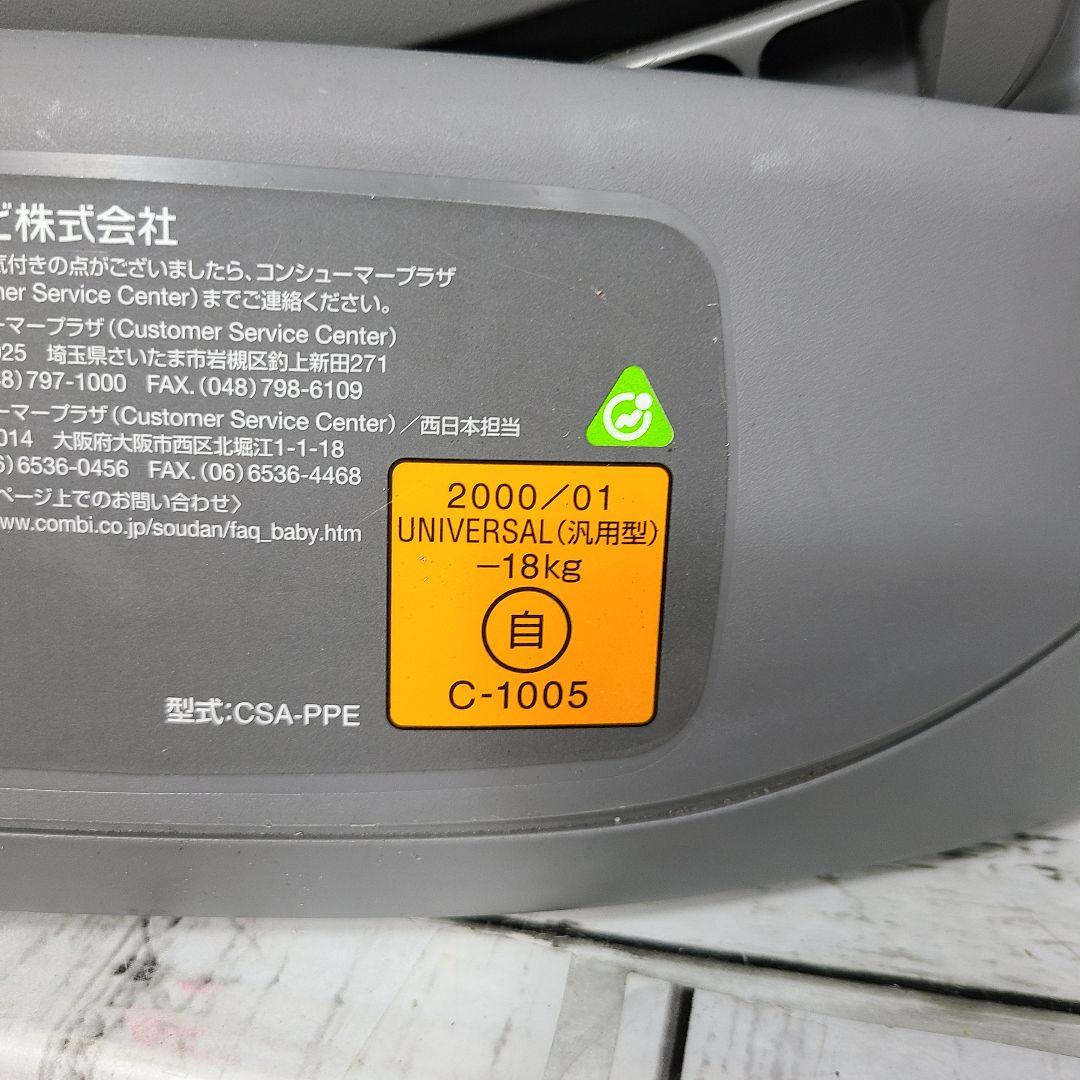 ビ株式会社
気付きの点がございましたら、コンシューマープラザ
mer Service Center)までご連絡ください。
ーマープラザ(Customer Service Center)
025 埼玉県さいたま市岩槻区釣上新田271
48)797-1000 FAX.(048)798-6109
ーマープラザ(Customer Service Center)/西日本担当
014 大阪府大阪市西区北堀江1-1-18
6)6536-0456 FAX.(06)6536-4468
ページ上でのお問い合わせ〉
www.combi.co.jp/soudan/faq_baby.htm
型式:CSA-PPE
2000/01
UNIVERSAL(汎用型)
-18kg
自
C-1005